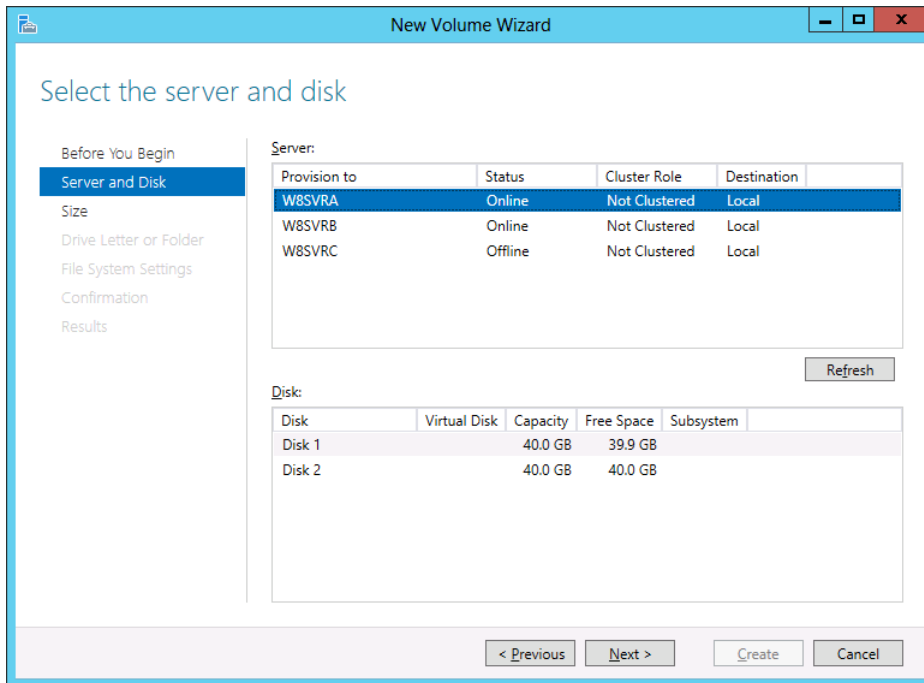 New Volume Wizard
Select the server and disk
Before You Begin
Server and Disk
Size
Drive Letter or Folder
File System Settings
Confirmation
Results
Server:
Provision to Status Cluster Role Destination
W8SVRA Online Not Clustered Local
W8SVRB Online Not Clustered Local
W8SVRC Offline Not Clustered Local
Refresh
Disk:
Disk Virtual Disk Capacity Free Space Subsystem
Disk 1 40.0 GB 39.9 GB
Disk 2 40.0 GB 40.0 GB
< Previous Next > Create Cancel